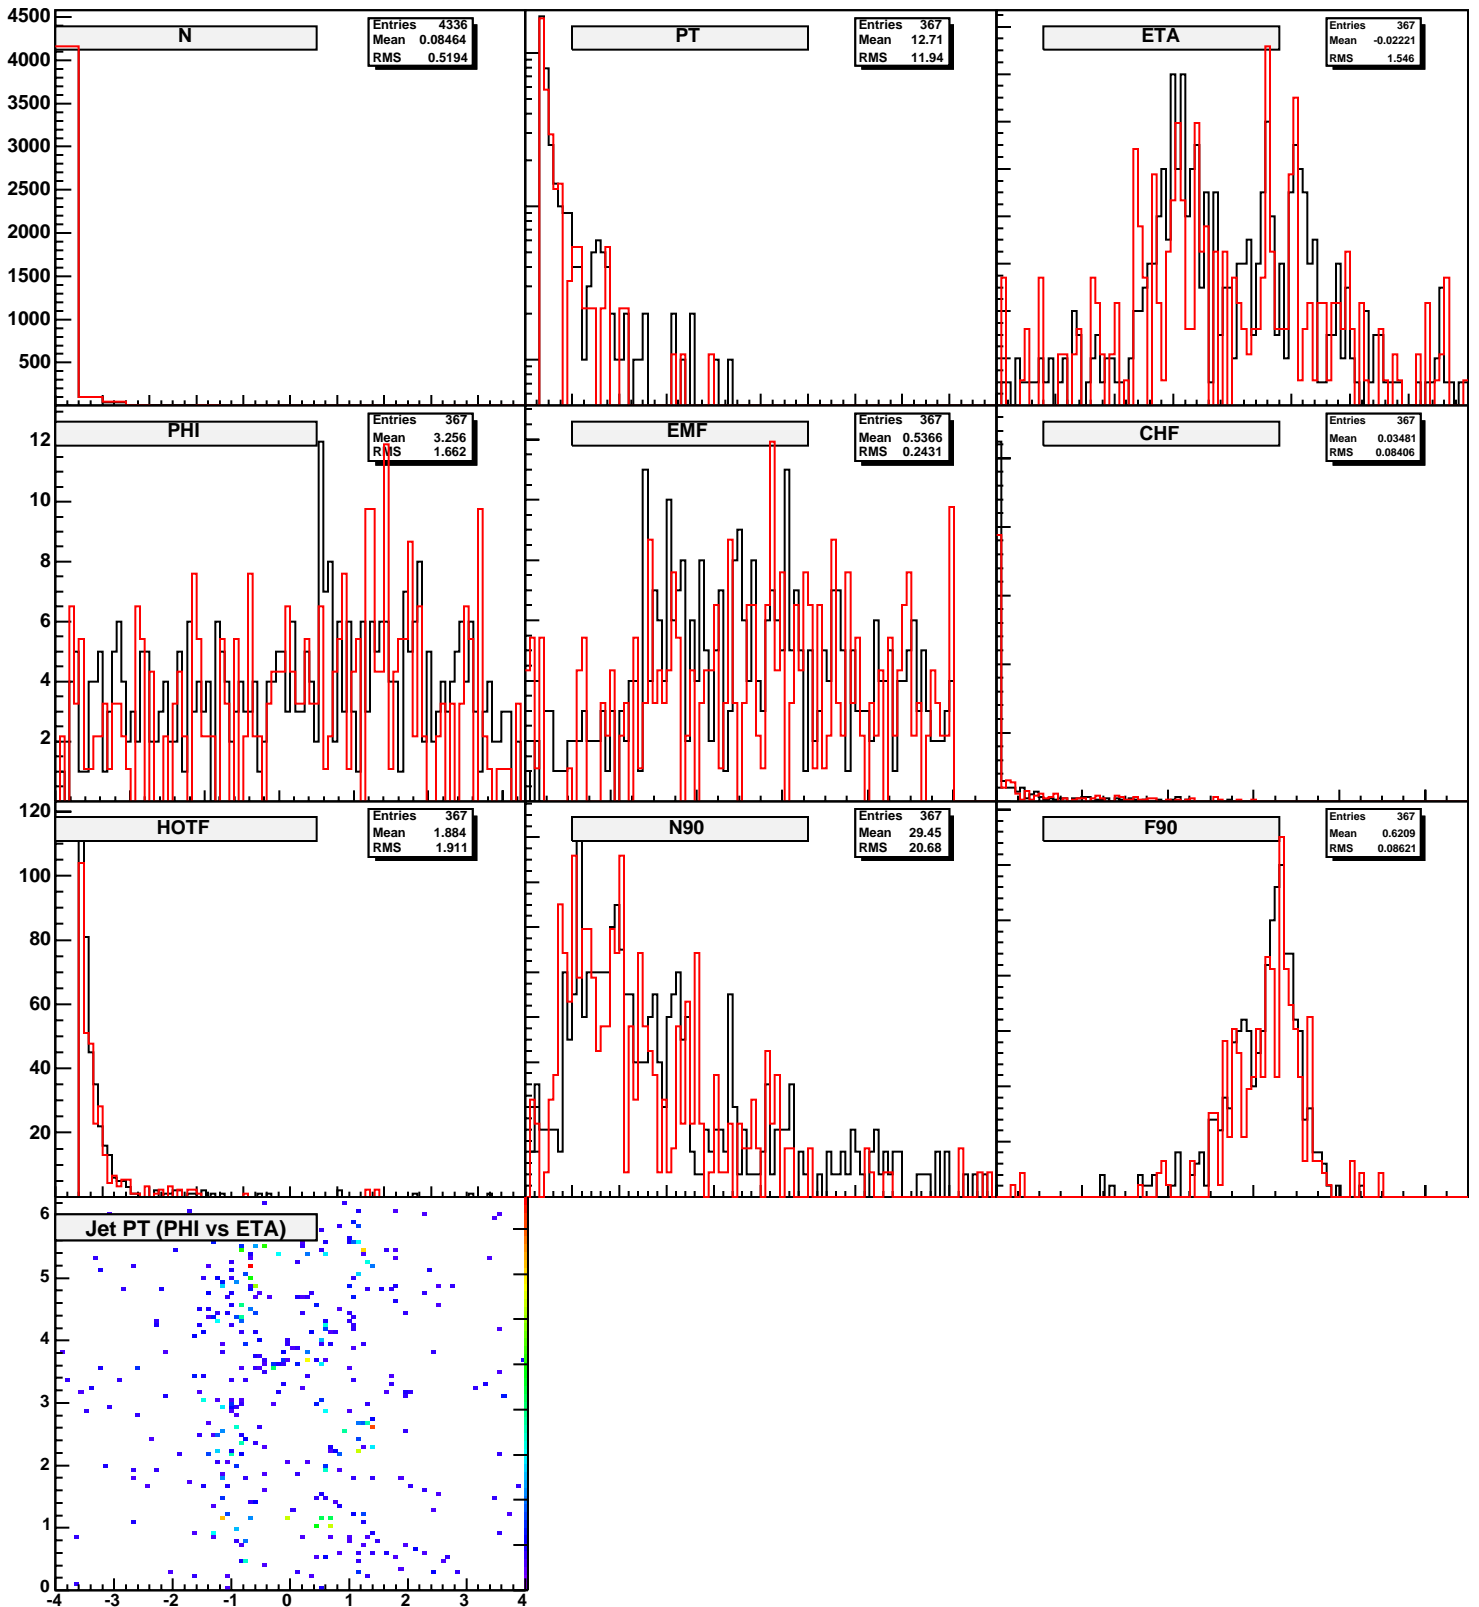 N
Entries 4336
Mean 0.08464
RMS 0.5194
PT
Entries 367
Mean 12.71
RMS 11.94
ETA
Entries 367
Mean -0.02221
RMS 1.546
4500
4000
3500
3000
2500
2000
1500
1000
500
PHI
Entries 367
Mean 3.256
RMS 1.662
EMF
Entries 367
Mean 0.5366
RMS 0.2431
CHF
Entries 367
Mean 0.03481
RMS 0.08406
12
10
8
6
4
2
HOTF
Entries 367
Mean 1.884
RMS 1.911
N90
Entries 367
Mean 29.45
RMS 20.68
F90
Entries 367
Mean 0.6209
RMS 0.08621
120
100
80
60
40
20
Jet PT (PHI vs ETA)
6
5
4
3
2
1
0
-4 -3 -2 -1 0 1 2 3 4